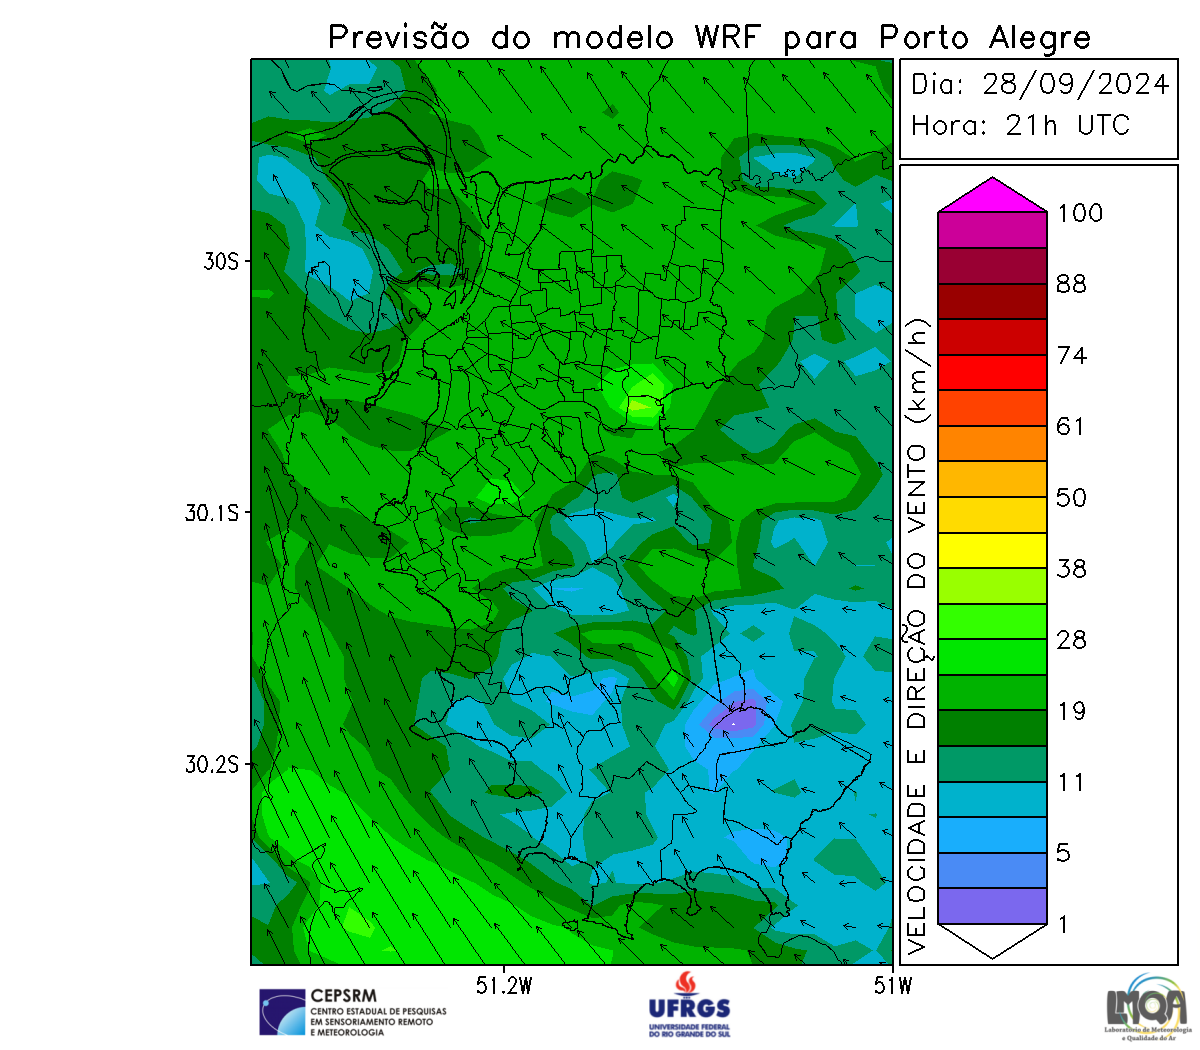 Previsão do modelo WRF para Porto Alegre
Dia: 28/09/2024
Hora: 21h UTC
30S
30.1S
30.2S
51.2W
51W
VELOCIDADE E DIREÇÃO DO VENTO (km/h)
100
88
74
61
50
38
28
19
11
5
1
CEPSRM
CENTRO ESTADUAL DE PESQUISAS
EM SENSORIAMENTO REMOTO
E METEOROLOGIA
UFRGS
UNIVERSIDADE FEDERAL
DO RIO GRANDE DO SUL
LMQA
Laboratório de Meteorologia
e Qualidade do Ar